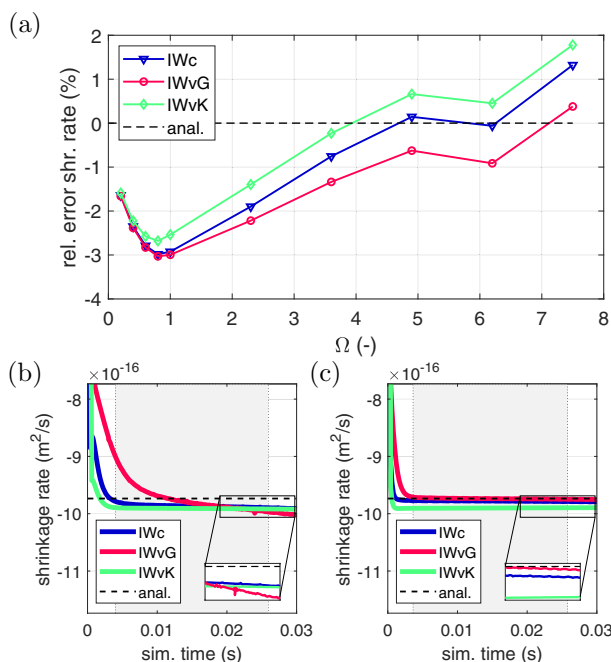 (a)
rel. error shr. rate (%)
2
1
0
-1
-2
-3
-4
IWc
IWvG
IWvK
anal.
0 1 2 3 4 5 6 7 8
Ω (-)
(b)
×10⁻¹⁶
shrinkage rate (m²/s)
-8
-9
-10
-11
IWc
IWvG
IWvK
anal.
0 0.01 0.02 0.03
sim. time (s)
(c)
×10⁻¹⁶
shrinkage rate (m²/s)
-8
-9
-10
-11
IWc
IWvG
IWvK
anal.
0 0.01 0.02 0.03
sim. time (s)